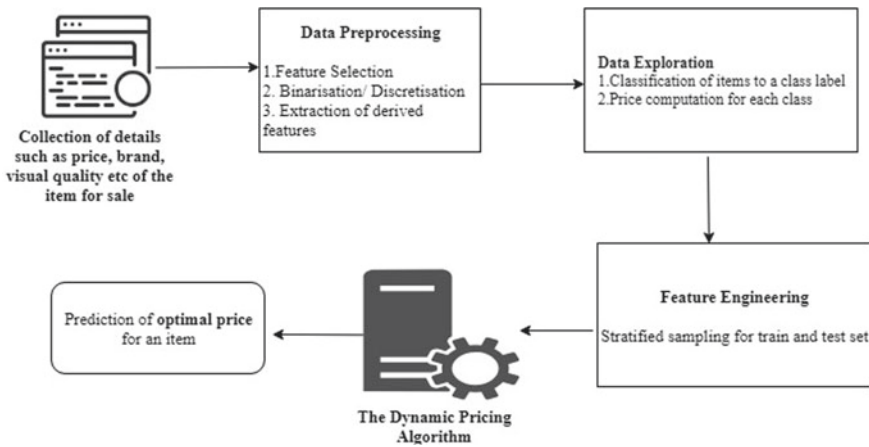 Collection of details
such as price, brand,
visual quality etc of the
item for sale
Data Preprocessing
1.Feature Selection
2. Binarisation/ Discretisation
3. Extraction of derived
features
Data Exploration
1.Classification of items to a class label
2.Price computation for each class
Feature Engineering
Stratified sampling for train and test set
The Dynamic Pricing
Algorithm
Prediction of optimal price
for an item